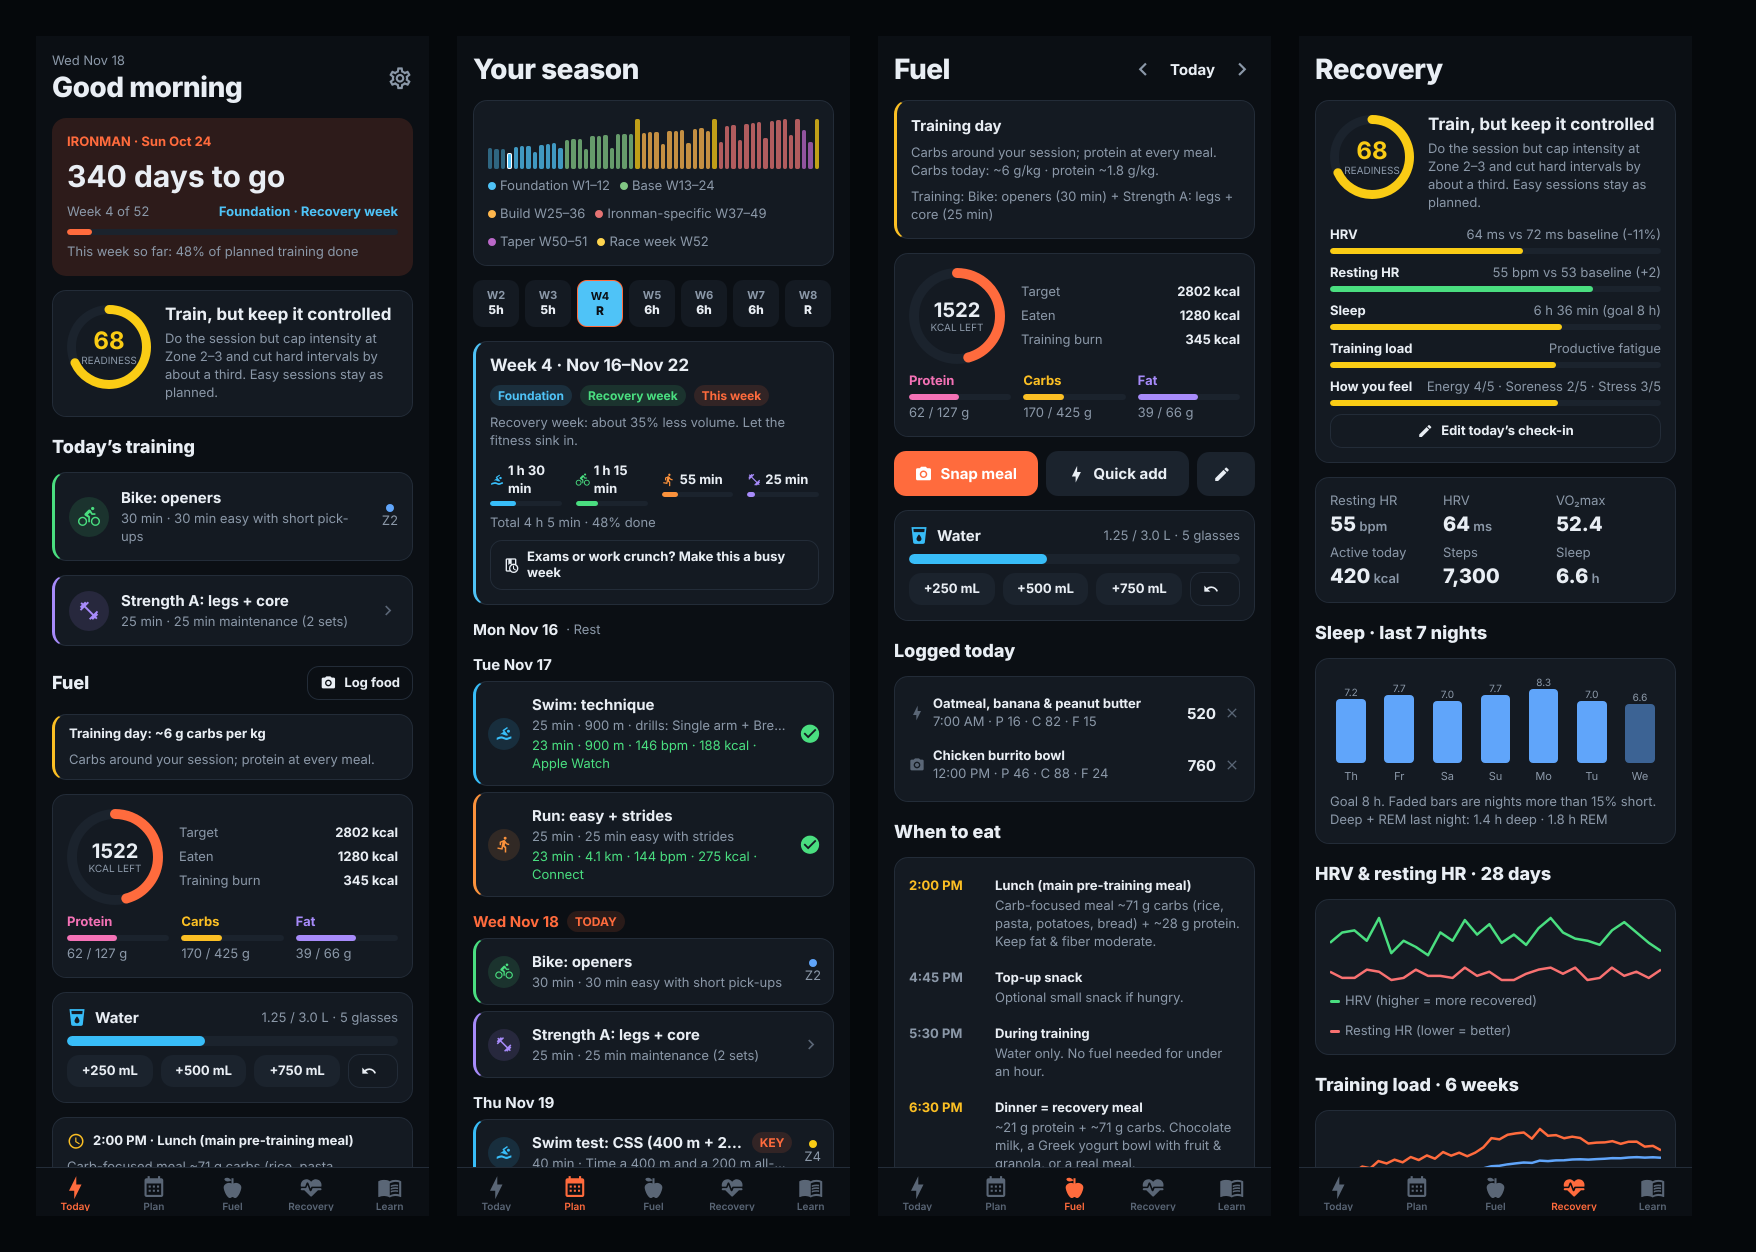 Wed Nov 18
Good morning
IRONMAN · Sun Oct 24
340 days to go
Week 4 of 52
Foundation · Recovery week
This week so far: 48% of planned training done
68
READINESS
Train, but keep it controlled
Do the session but cap intensity at
Zone 2–3 and cut hard intervals by
about a third. Easy sessions stay as
planned.
Today's training
Bike: openers
30 min · 30 min easy with short pick-
ups
Z2
Strength A: legs + core
25 min · 25 min maintenance (2 sets)
Fuel
Log food
Training day: ~6 g carbs per kg
Carbs around your session; protein at every meal.
1522
KCAL LEFT
Target 2802 kcal
Eaten 1280 kcal
Training burn 345 kcal
Protein Carbs Fat
62 / 127 g 170 / 425 g 39 / 66 g
Water 1.25 / 3.0 L · 5 glasses
+250 mL +500 mL +750 mL
2:00 PM · Lunch (main pre-training meal)
Carb-focused meal ~71 g carbs (rice, pasta,
Today Plan Fuel Recovery Learn
Your season
Foundation W1–12 Base W13–24
Build W25–36 Ironman-specific W37–49
Taper W50–51 Race week W52
W2 W3 W4 W5 W6 W7 W8
5h 5h R 6h 6h 6h R
Week 4 · Nov 16–Nov 22
Foundation Recovery week This week
Recovery week: about 35% less volume. Let the
fitness sink in.
1 h 30
min
1 h 15
min
55 min
25 min
Total 4 h 5 min · 48% done
Exams or work crunch? Make this a busy
week
Mon Nov 16 · Rest
Tue Nov 17
Swim: technique
25 min · 900 m · drills: Single arm + Bre...
23 min · 900 m · 146 bpm · 188 kcal ·
Apple Watch
Run: easy + strides
25 min · 25 min easy with strides
23 min · 4.1 km · 144 bpm · 275 kcal ·
Connect
Wed Nov 18 TODAY
Bike: openers
30 min · 30 min easy with short pick-ups
Z2
Strength A: legs + core
25 min · 25 min maintenance (2 sets)
Thu Nov 19
Swim test: CSS (400 m + 2... KEY
40 min · Time a 400 m and a 200 m all-...
Z4
Today Plan Fuel Recovery Learn
Fuel
Today
Training day
Carbs around your session; protein at every meal.
Carbs today: ~6 g/kg · protein ~1.8 g/kg.
Training: Bike: openers (30 min) + Strength A: legs +
core (25 min)
1522
KCAL LEFT
Target 2802 kcal
Eaten 1280 kcal
Training burn 345 kcal
Protein Carbs Fat
62 / 127 g 170 / 425 g 39 / 66 g
Snap meal Quick add
Water 1.25 / 3.0 L · 5 glasses
+250 mL +500 mL +750 mL
Logged today
Oatmeal, banana & peanut butter
7:00 AM · P 16 · C 82 · F 15
520
Chicken burrito bowl
12:00 PM · P 46 · C 88 · F 24
760
When to eat
2:00 PM Lunch (main pre-training meal)
Carb-focused meal ~71 g carbs (rice,
pasta, potatoes, bread) + ~28 g protein.
Keep fat & fiber moderate.
4:45 PM Top-up snack
Optional small snack if hungry.
5:30 PM During training
Water only. No fuel needed for under
an hour.
6:30 PM Dinner = recovery meal
~21 g protein + ~71 g carbs. Chocolate
milk, a Greek yogurt bowl with fruit &
granola, or a real meal.
Today Plan Fuel Recovery Learn
Recovery
68
READINESS
Train, but keep it controlled
Do the session but cap intensity at
Zone 2–3 and cut hard intervals by
about a third. Easy sessions stay as
planned.
HRV 64 ms vs 72 ms baseline (-11%)
Resting HR 55 bpm vs 53 baseline (+2)
Sleep 6 h 36 min (goal 8 h)
Training load Productive fatigue
How you feel Energy 4/5 · Soreness 2/5 · Stress 3/5
Edit today's check-in
Resting HR HRV VO₂max
55 bpm 64 ms 52.4
Active today Steps Sleep
420 kcal 7,300 6.6 h
Sleep · last 7 nights
7.2 7.7 7.0 7.7 8.3 7.0 6.6
Th Fr Sa Su Mo Tu We
Goal 8 h. Faded bars are nights more than 15% short.
Deep + REM last night: 1.4 h deep · 1.8 h REM
HRV & resting HR · 28 days
HRV (higher = more recovered)
Resting HR (lower = better)
Training load · 6 weeks
Today Plan Fuel Recovery Learn